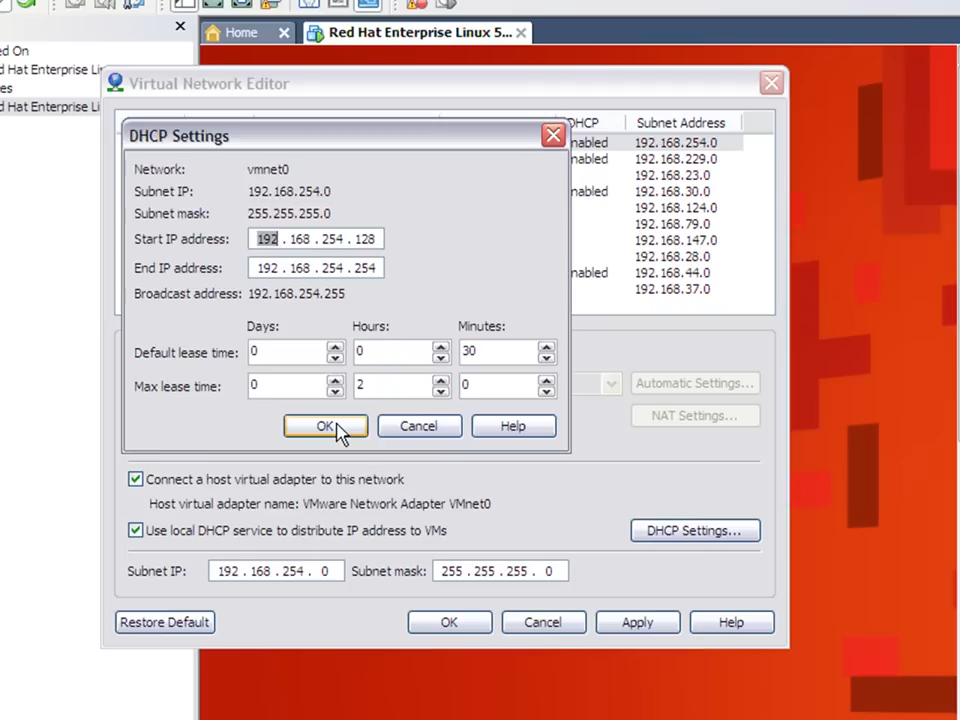 Home
Red Hat Enterprise Linux 5...
ed On
d Hat Enterprise Li
es
d Hat Enterprise Li
Virtual Network Editor
DHCP
Subnet Address
nabled 192.168.254.0
nabled 192.168.229.0
192.168.23.0
nabled 192.168.30.0
192.168.124.0
192.168.79.0
192.168.147.0
192.168.28.0
nabled 192.168.44.0
192.168.37.0
DHCP Settings
Network: vmnet0
Subnet IP: 192.168.254.0
Subnet mask: 255.255.255.0
Start IP address: 192 . 168 . 254 . 128
End IP address: 192 . 168 . 254 . 254
Broadcast address: 192.168.254.255
Days: Hours: Minutes:
Default lease time: 0 0 30
Max lease time: 0 2 0
OK Cancel Help
Automatic Settings...
NAT Settings...
Connect a host virtual adapter to this network
Host virtual adapter name: VMware Network Adapter VMnet0
Use local DHCP service to distribute IP address to VMs
DHCP Settings...
Subnet IP: 192 . 168 . 254 . 0 Subnet mask: 255 . 255 . 255 . 0
Restore Default OK Cancel Apply Help